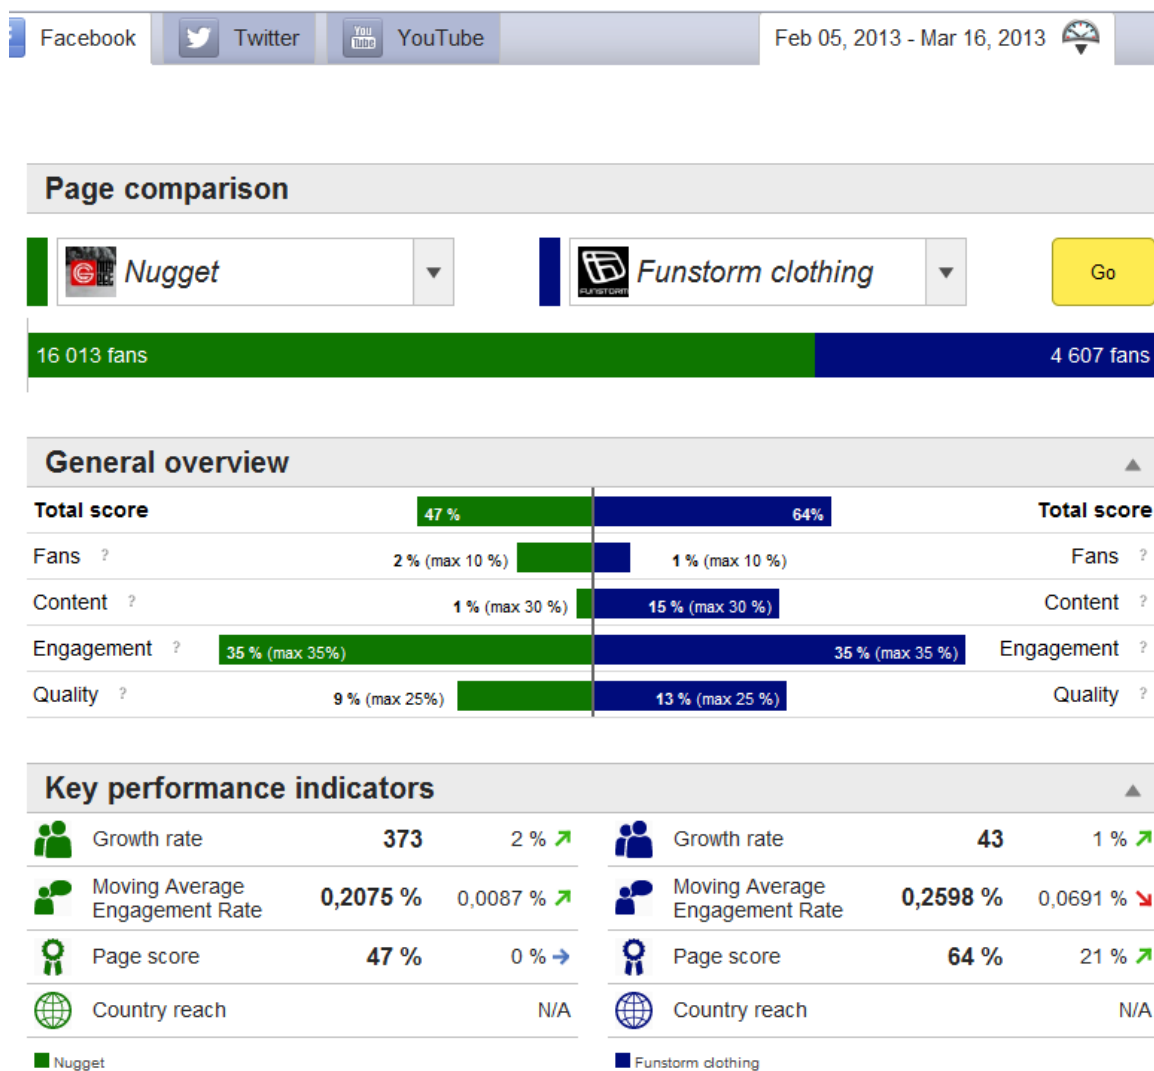 Facebook Twitter You Tube YouTube Feb 05, 2013 - Mar 16, 2013
Page comparison
Nugget Funstorm clothing Go
FUNSTORM
16 013 fans 4 607 fans
General overview
Total score 47 % 64% Total score
Fans ? 2 % (max 10 %) 1 % (max 10 %) Fans ?
Content ? 1 % (max 30 %) 15 % (max 30 %) Content ?
Engagement ? 35 % (max 35%) 35 % (max 35 %) Engagement ?
Quality ? 9 % (max 25%) 13 % (max 25 %) Quality ?
Key performance indicators
Growth rate 373 2 % Growth rate 43 1 %
Moving Average Engagement Rate 0,2075 % 0,0087 % Moving Average Engagement Rate 0,2598 % 0,0691 %
Page score 47 % 0 % Page score 64 % 21 %
Country reach N/A Country reach N/A
Nugget Funstorm clothing